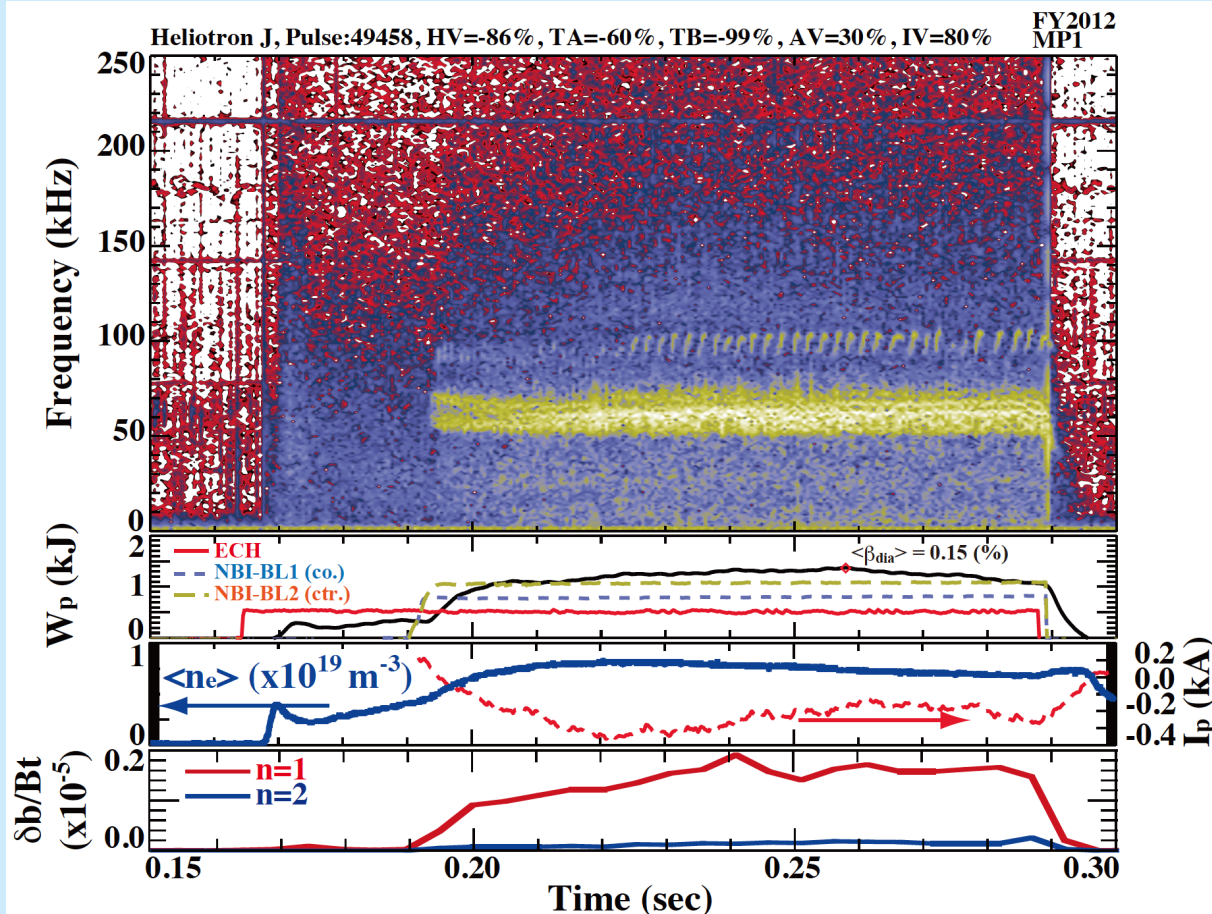 FY2012
MP1
Heliotron J, Pulse:49458, HV=-86%, TA=-60%, TB=-99%, AV=30%, IV=80%
250
200
150
100
50
0
Frequency (kHz)
2
1
0
Wp (kJ)
ECH
NBI-BL1 (co.)
NBI-BL2 (ctr.)
<βdia> = 0.15 (%)
1
0
<ne> (x10^19 m^-3)
0.2
0.0
-0.2
-0.4
Ip (kA)
0.2
0.0
δb/Bt
(x10^-5)
n=1
n=2
0.15
0.20
0.25
0.30
Time (sec)